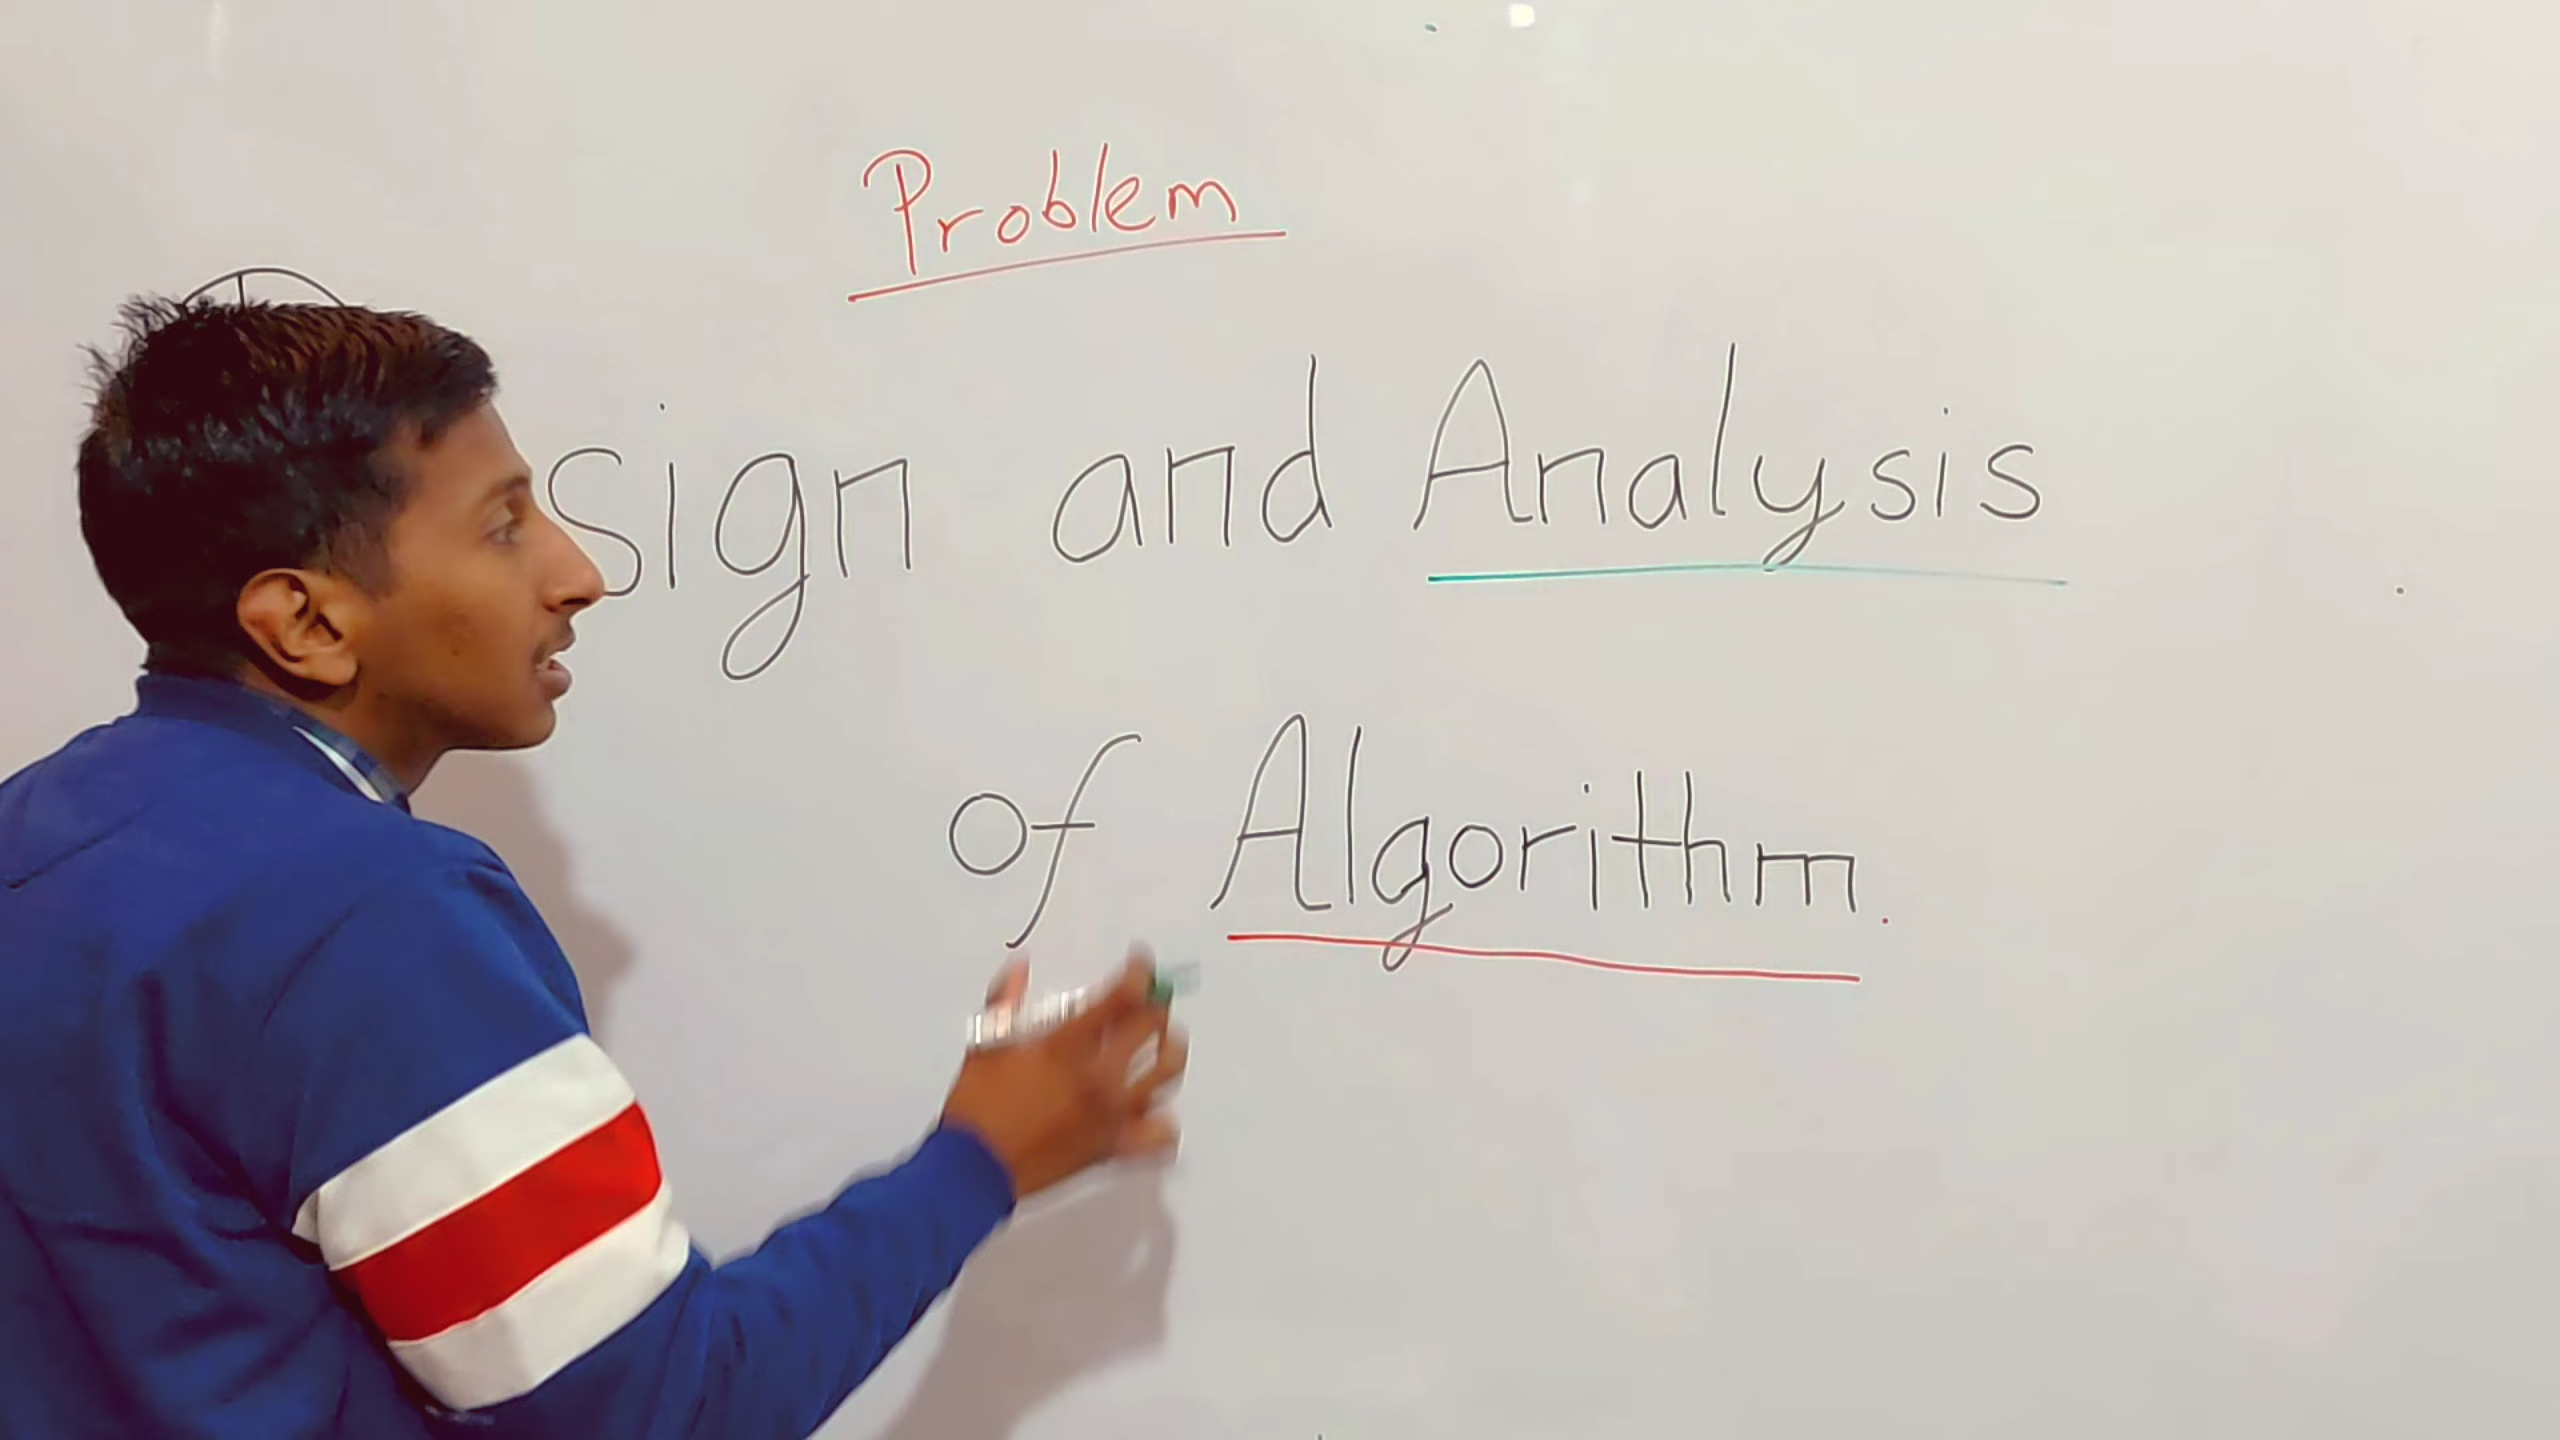 Problem
sign and Analysis
of Algorithm.